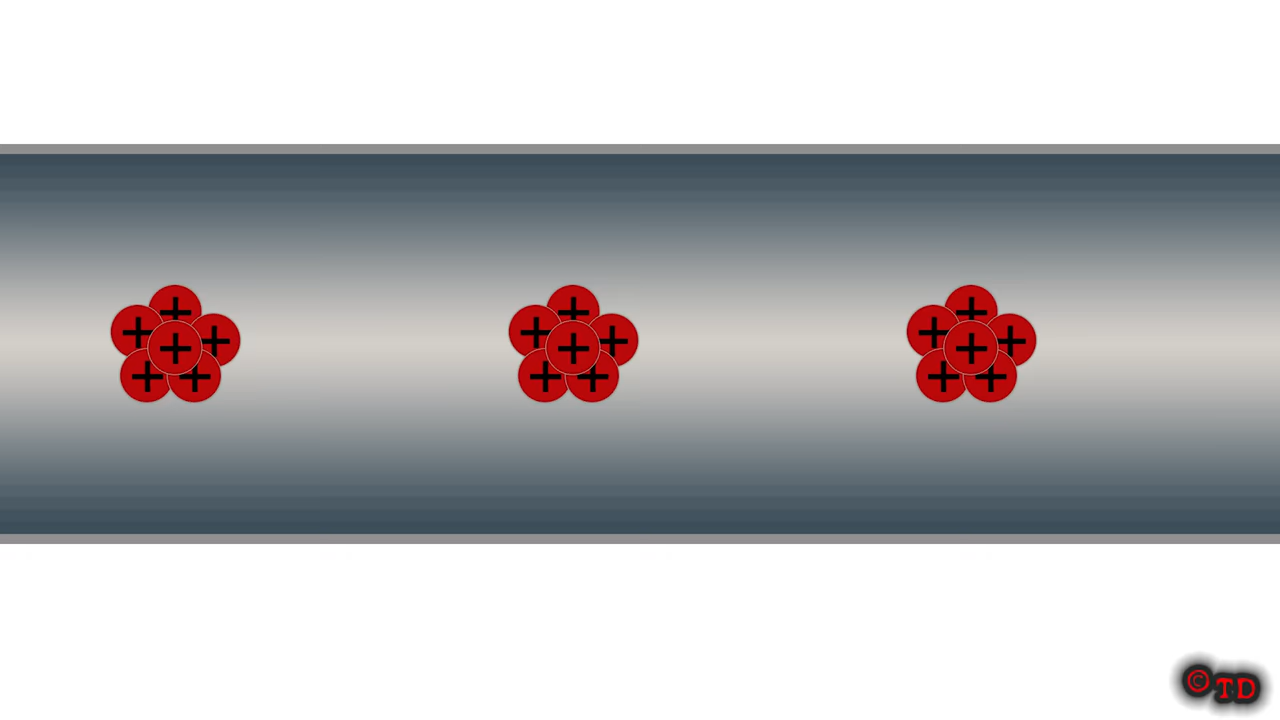 + + + + + + + + + + + + + + + + + +
© TD